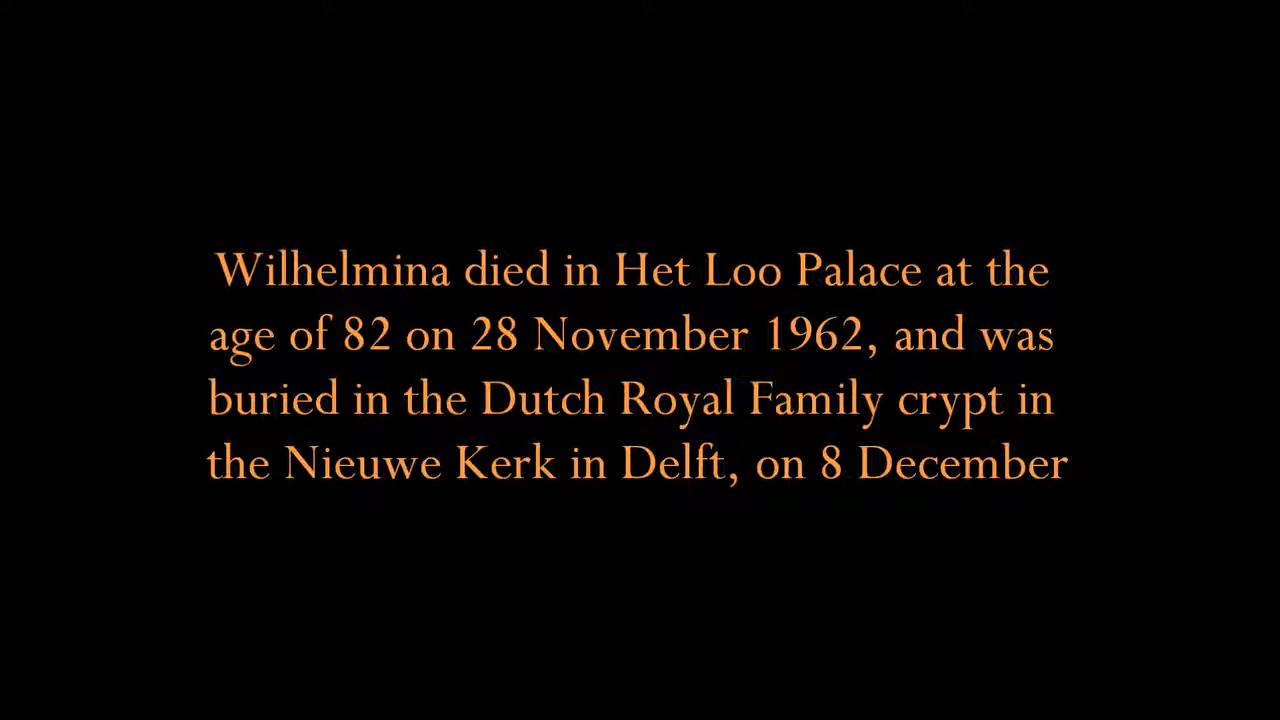 Wilhelmina died in Het Loo Palace at the
age of 82 on 28 November 1962, and was
buried in the Dutch Royal Family crypt in
the Nieuwe Kerk in Delft, on 8 December